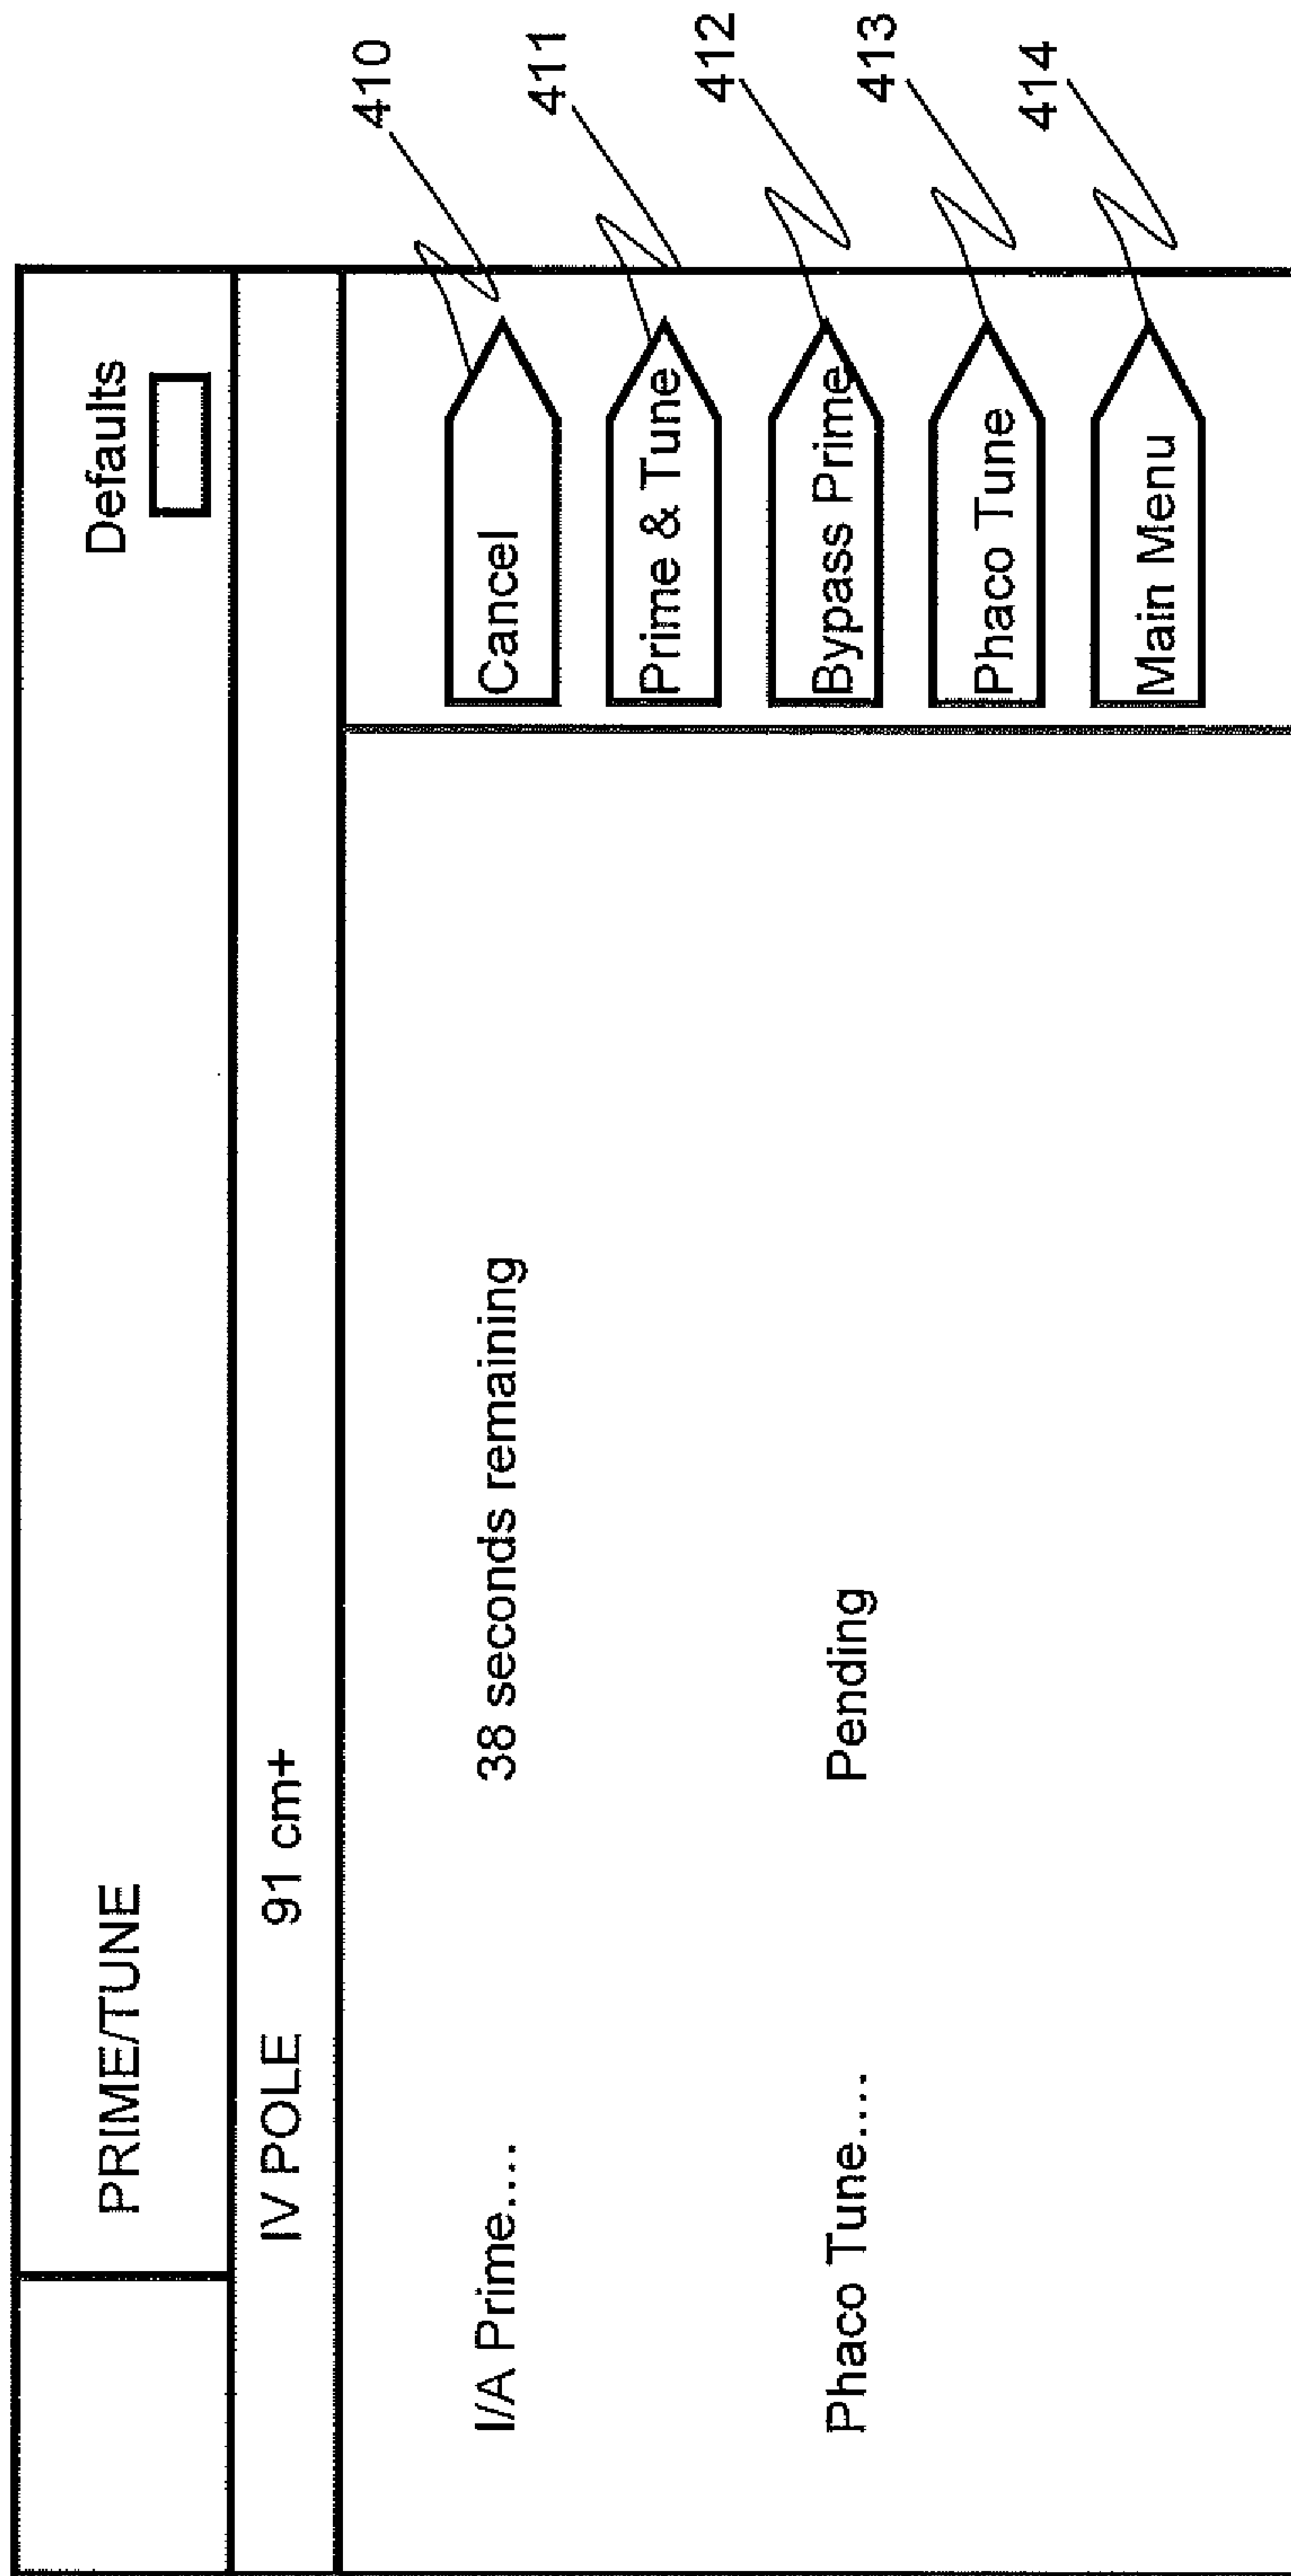 PRIME/TUNE
Defaults
IV POLE 91 cm+
I/A Prime....
38 seconds remaining
Phaco Tune....
Pending
Cancel
Prime & Tune
Bypass Prime
Phaco Tune
Main Menu
410
411
412
413
414